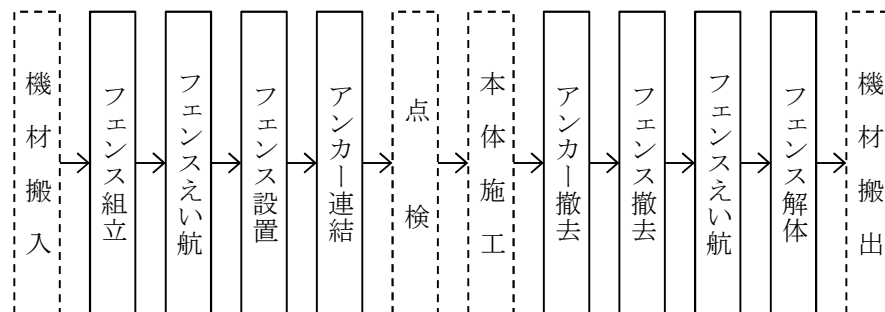 機材搬入
フェンス組立
フェンスえい航
フェンス設置
アンカー連結
点検
本体施工
アンカー撤去
フェンス撤去
フェンスえい航
フェンス解体
機材搬出